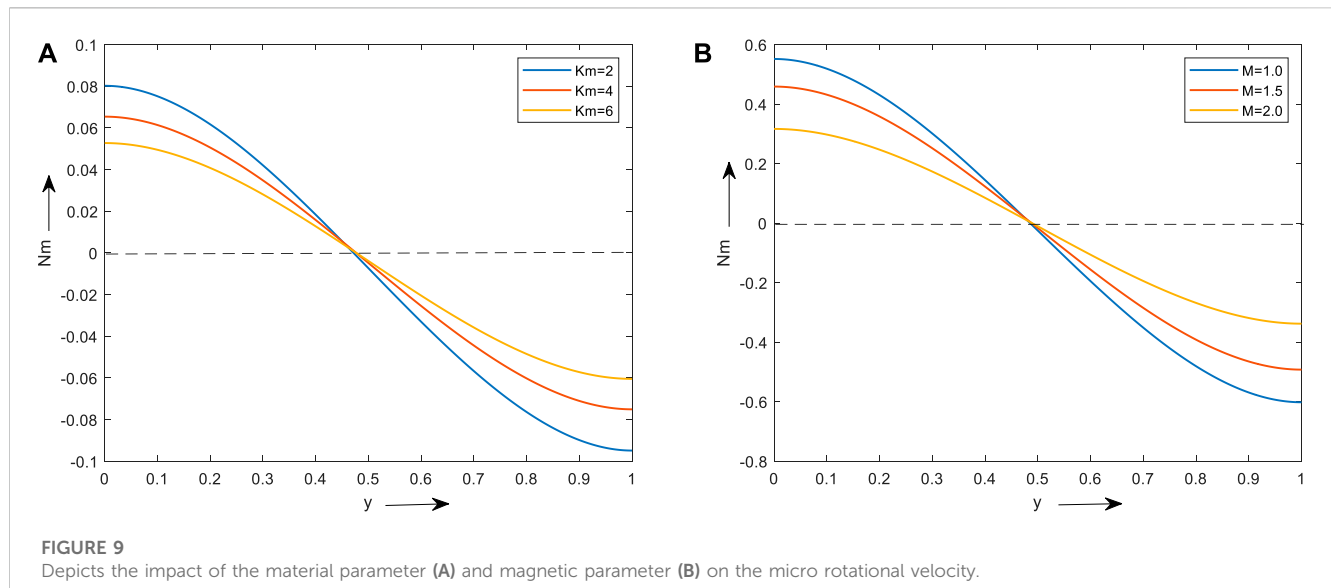 A
Km=2
Km=4
Km=6
0.1
0.08
0.06
0.04
0.02
0
-0.02
-0.04
-0.06
-0.08
-0.1
Nm
0 0.1 0.2 0.3 0.4 0.5 0.6 0.7 0.8 0.9 1
y
B
M=1.0
M=1.5
M=2.0
0.6
0.4
0.2
0
-0.2
-0.4
-0.6
-0.8
Nm
0 0.1 0.2 0.3 0.4 0.5 0.6 0.7 0.8 0.9 1
y
FIGURE 9
Depicts the impact of the material parameter (A) and magnetic parameter (B) on the micro rotational velocity.